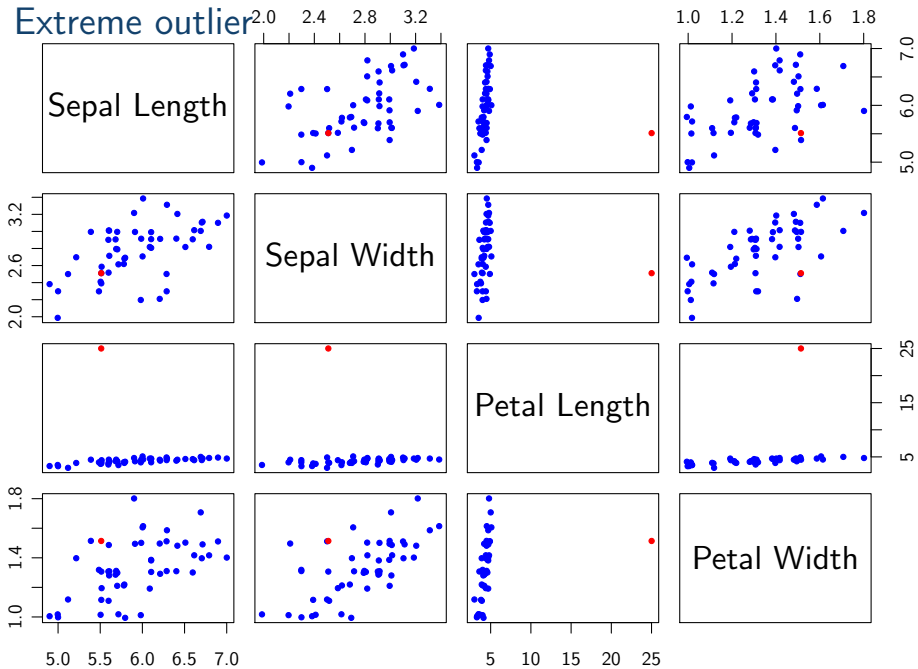 Extreme outlier
2.0 2.4 2.8 3.2
1.0 1.2 1.4 1.6 1.8
Sepal Length
5.0 6.0 7.0
2.0 2.6 3.2
Sepal Width
Petal Length
5 15 25
1.0 1.4 1.8
Petal Width
5.0 5.5 6.0 6.5 7.0
5 10 15 20 25